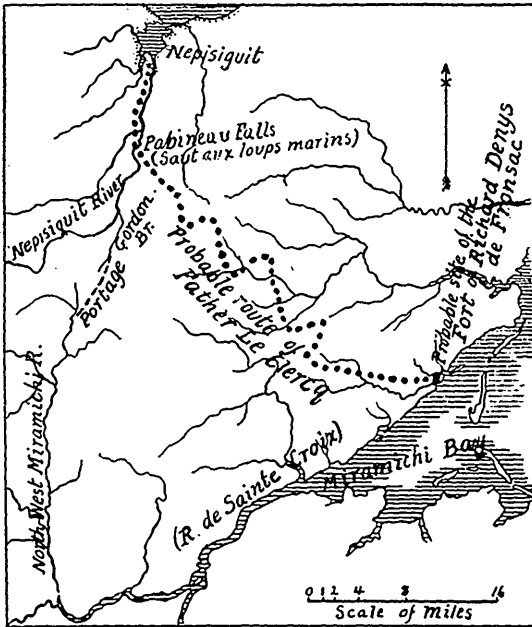 Nepisiguit
Pabineau Falls
(Saut aux loups marins)
Nepisiguit River
Gordon Br.
Portage
Probable route of
Father Le Clercq
Probable site of the
Fort of Richard Denys
de Fronsac
North West Miramichi R.
(R. de Sainte Croix)
Miramichi Bay
0 1 2 4 8 16
Scale of Miles